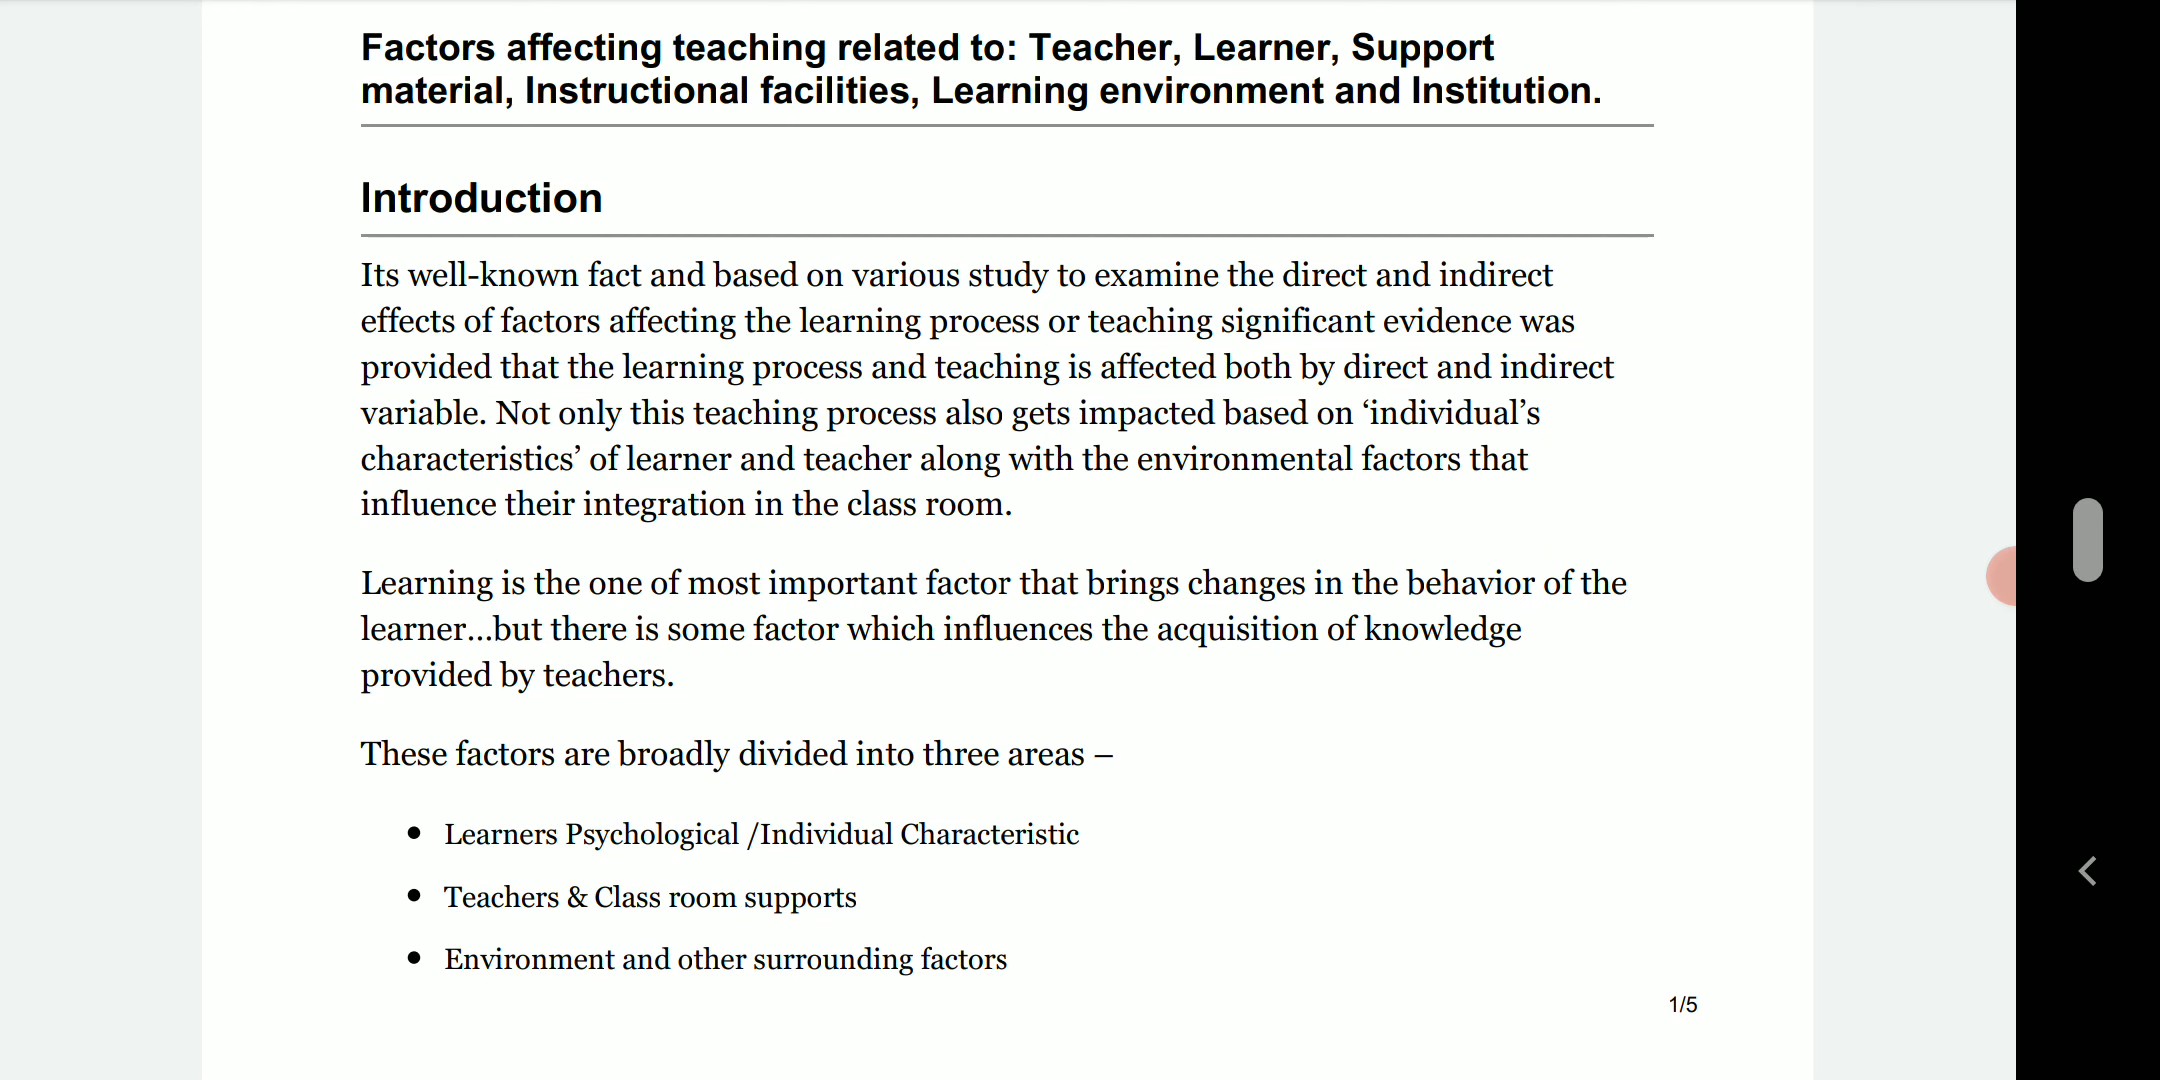 Factors affecting teaching related to: Teacher, Learner, Support
material, Instructional facilities, Learning environment and Institution.
Introduction
Its well-known fact and based on various study to examine the direct and indirect
effects of factors affecting the learning process or teaching significant evidence was
provided that the learning process and teaching is affected both by direct and indirect
variable. Not only this teaching process also gets impacted based on ‘individual’s
characteristics’ of learner and teacher along with the environmental factors that
influence their integration in the class room.
Learning is the one of most important factor that brings changes in the behavior of the
learner...but there is some factor which influences the acquisition of knowledge
provided by teachers.
These factors are broadly divided into three areas –
• Learners Psychological /Individual Characteristic
• Teachers & Class room supports
• Environment and other surrounding factors
1/5